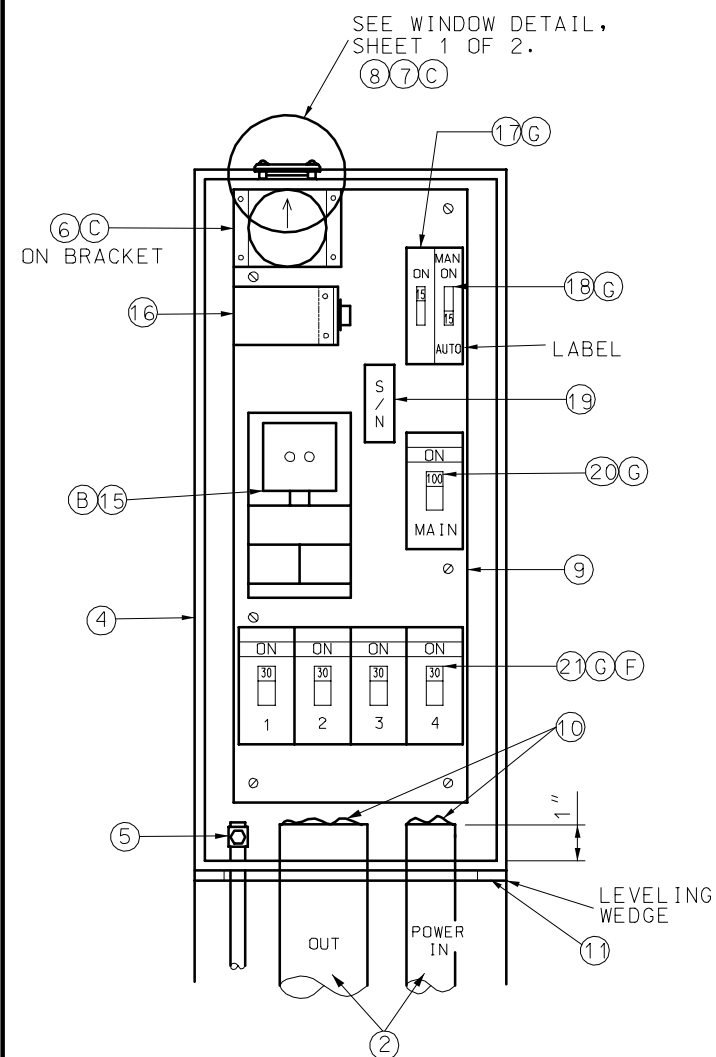 SEE WINDOW DETAIL,
SHEET 1 OF 2.
8 7 C
17 G
6 C
ON BRACKET
ON
15
MAN
ON
15
AUTO
18 G
16
LABEL
S/N
19
ON
100
MAIN
20 G
B 15
9
4
ON
30
1
ON
30
2
ON
30
3
ON
30
4
21 G F
10
1"
5
LEVELING
WEDGE
OUT
POWER
IN
11
2